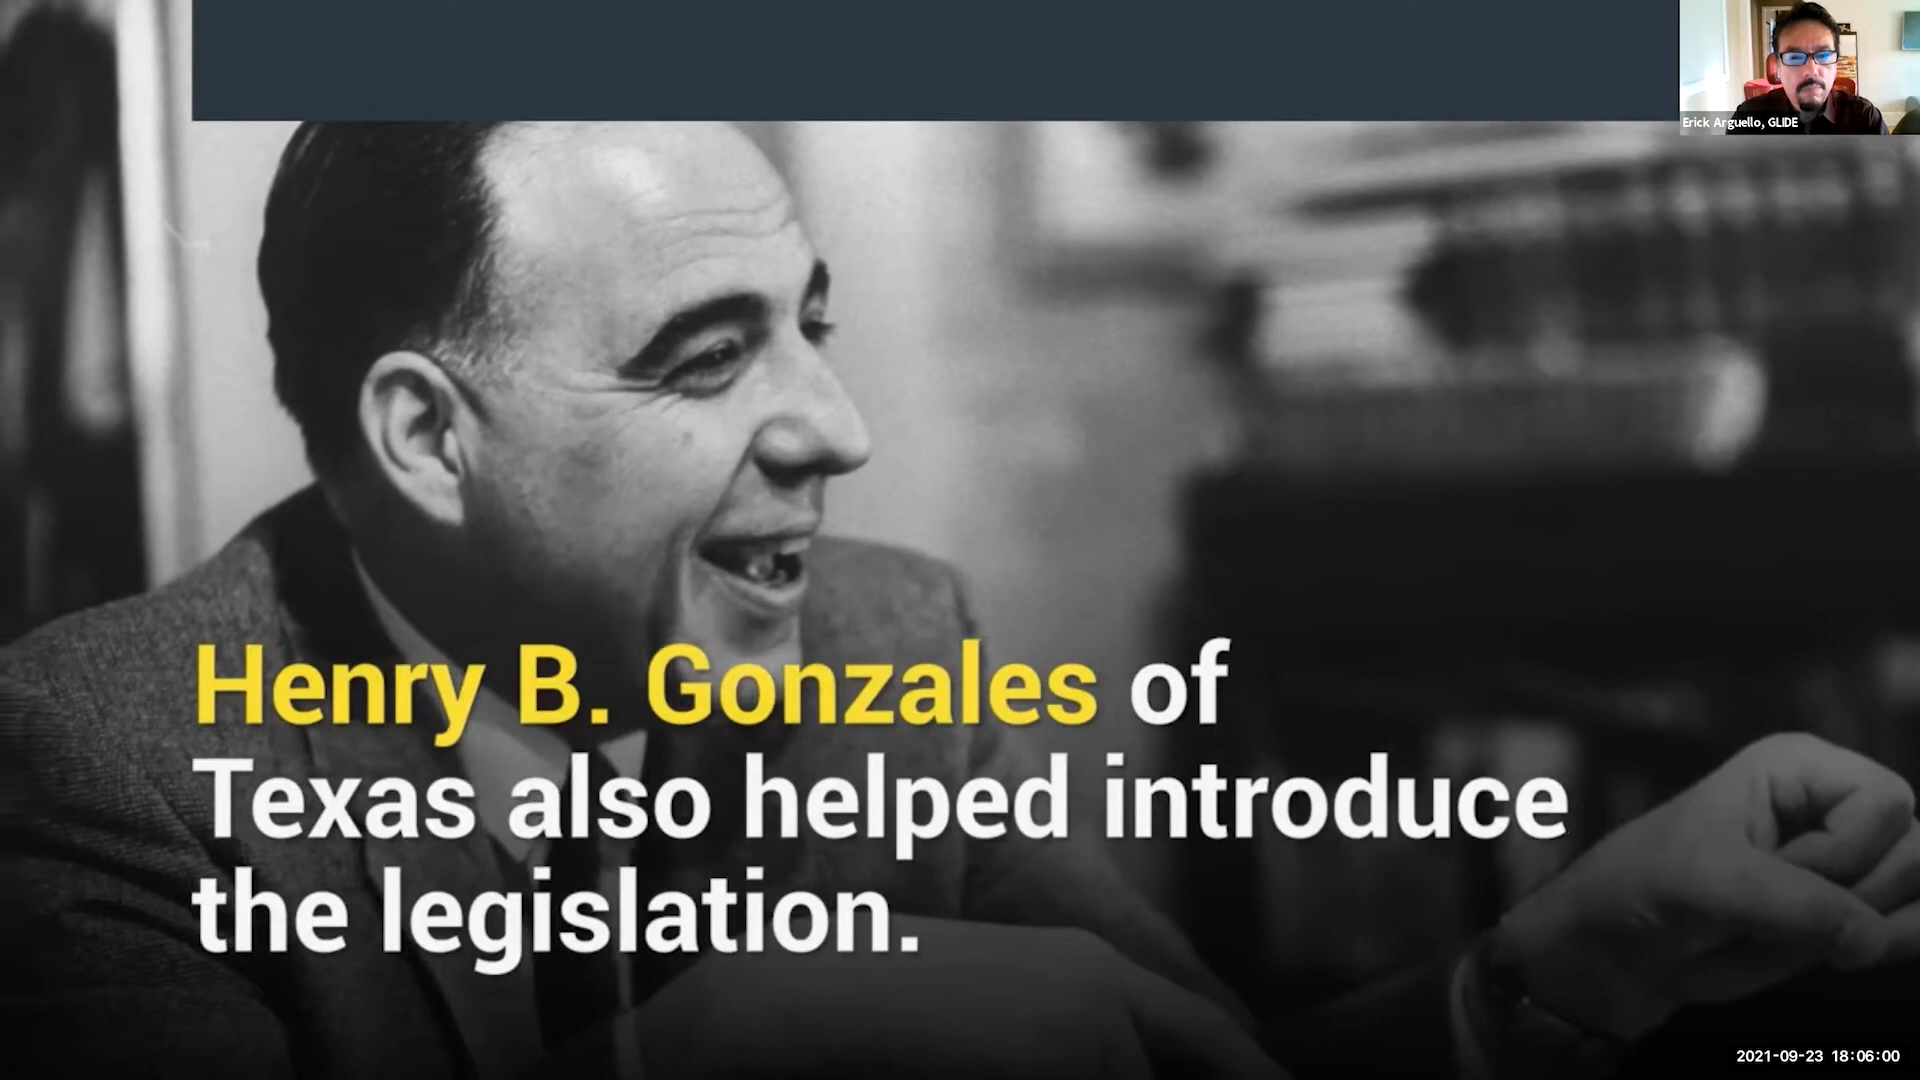 Erick Arguello, GLIDE
Henry B. Gonzales of
Texas also helped introduce
the legislation.
2021-09-23 18:06:00